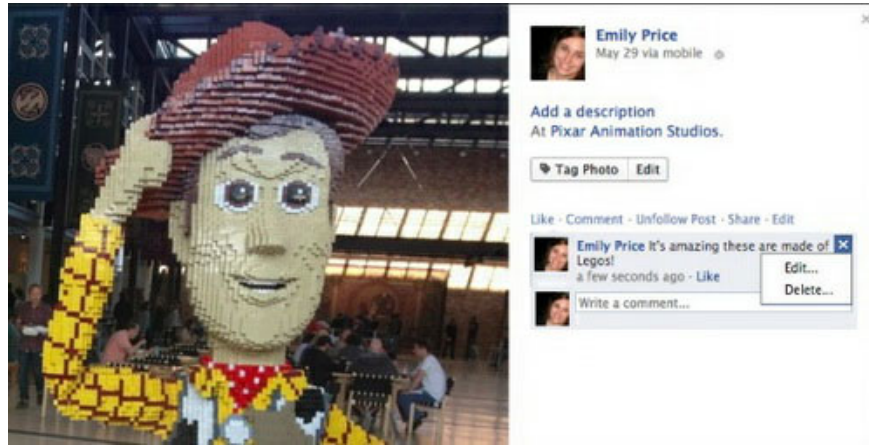 Emily Price
May 29 via mobile
Add a description
At Pixar Animation Studios.
Tag Photo Edit
Like · Comment · Unfollow Post · Share · Edit
Emily Price It's amazing these are made of
Legos!
a few seconds ago · Like
Edit...
Delete...
Write a comment...